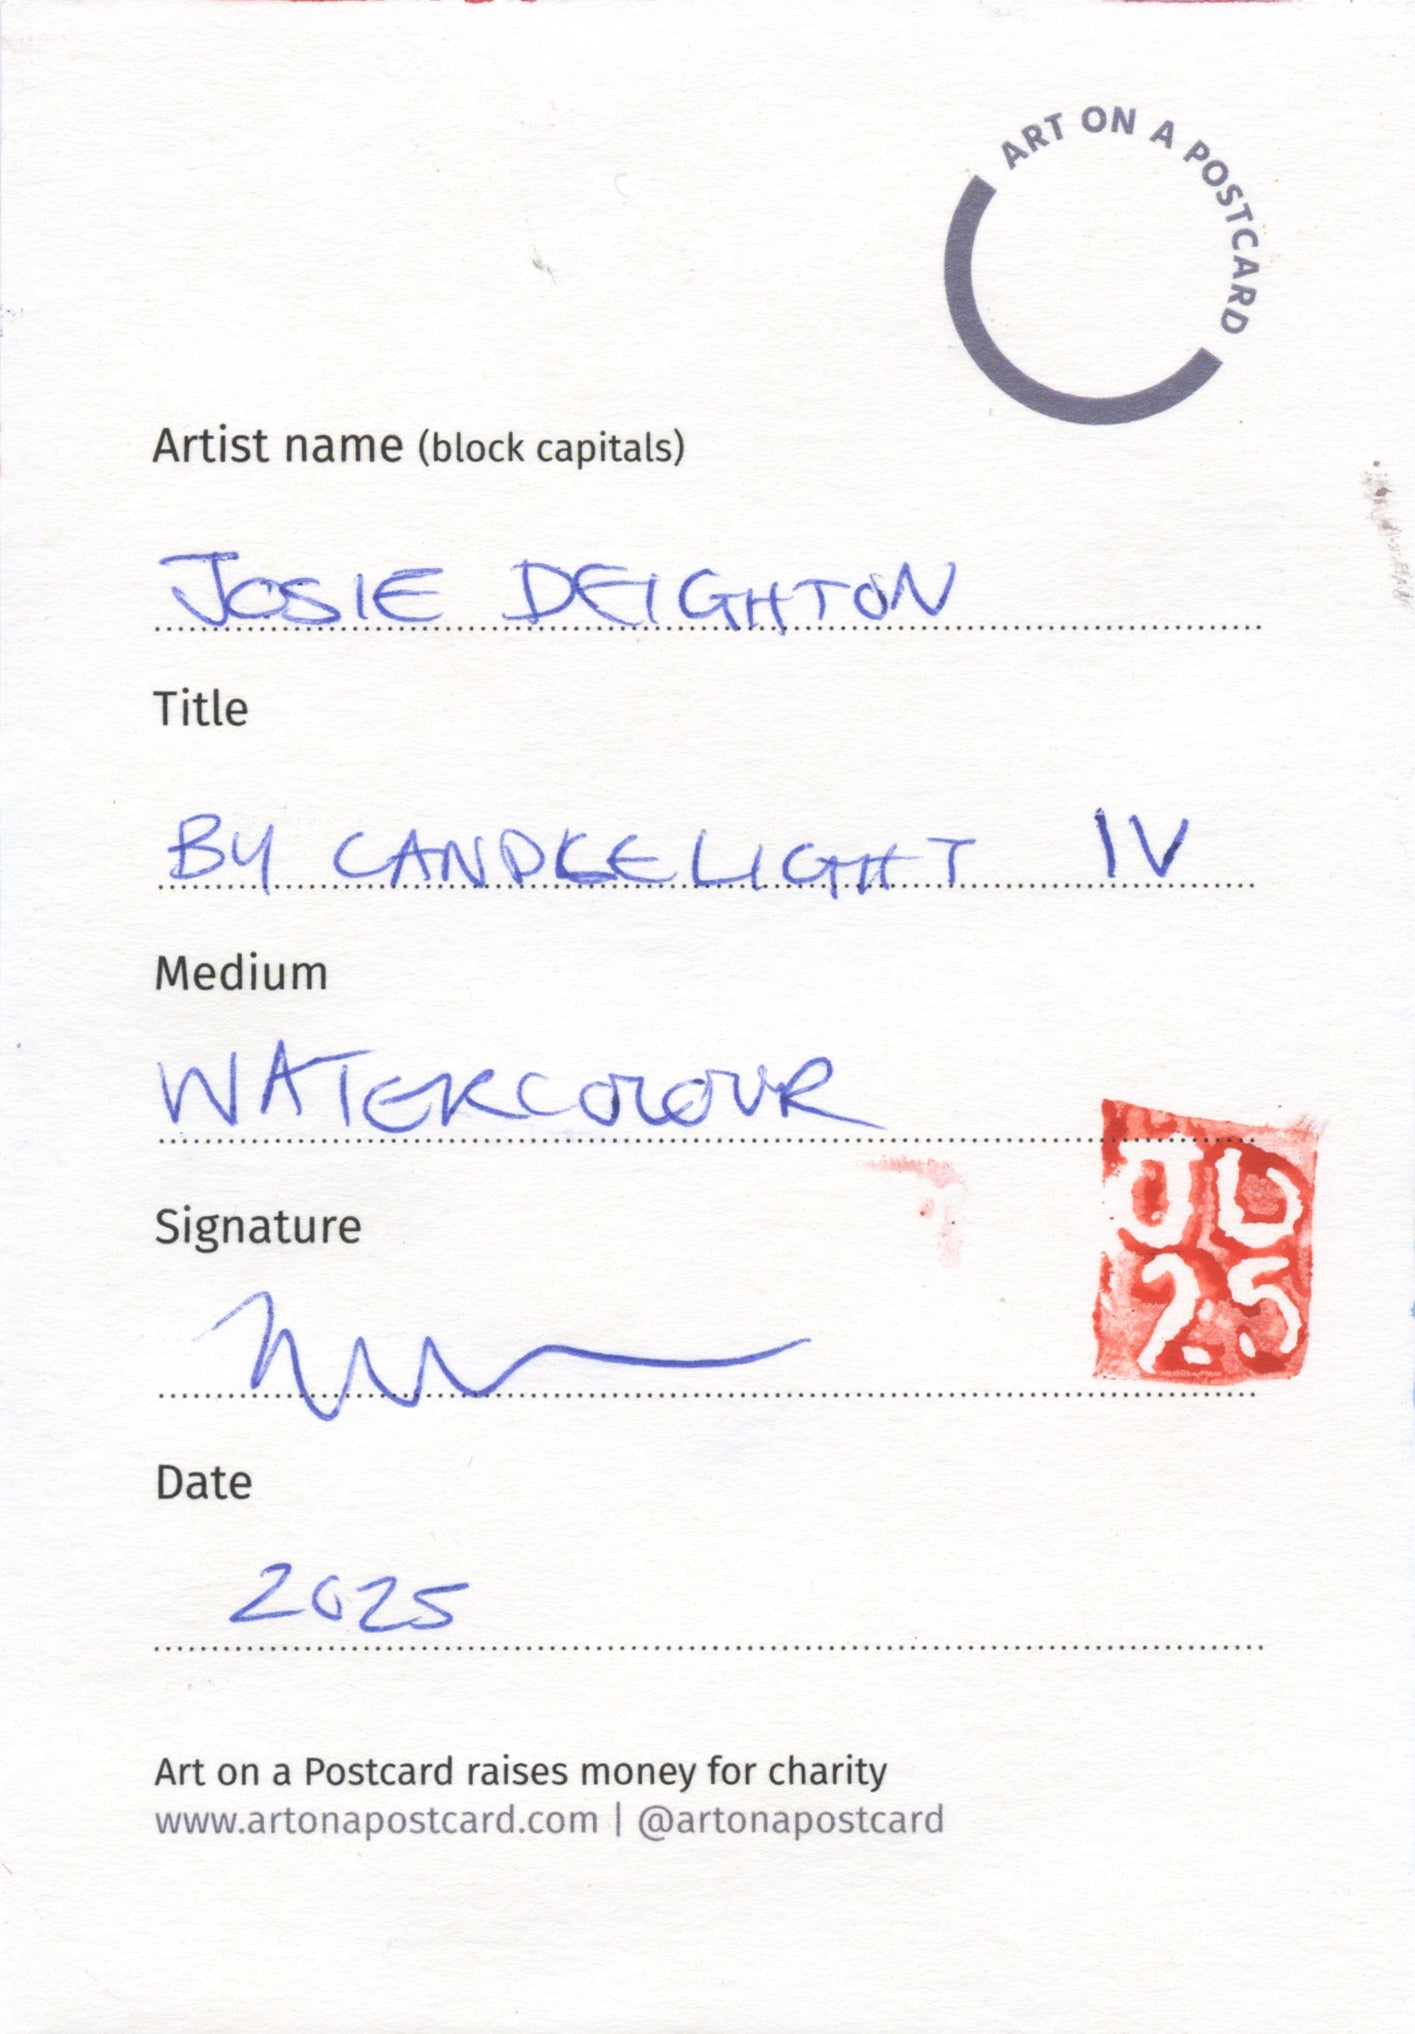 ART ON A POSTCARD
Artist name (block capitals)
JOSIE DEIGHTON
Title
BY CANDLELIGHT IV
Medium
WATERCOLOUR
JD
25
Signature
Date
2025
Art on a Postcard raises money for charity
www.artonapostcard.com | @artonapostcard